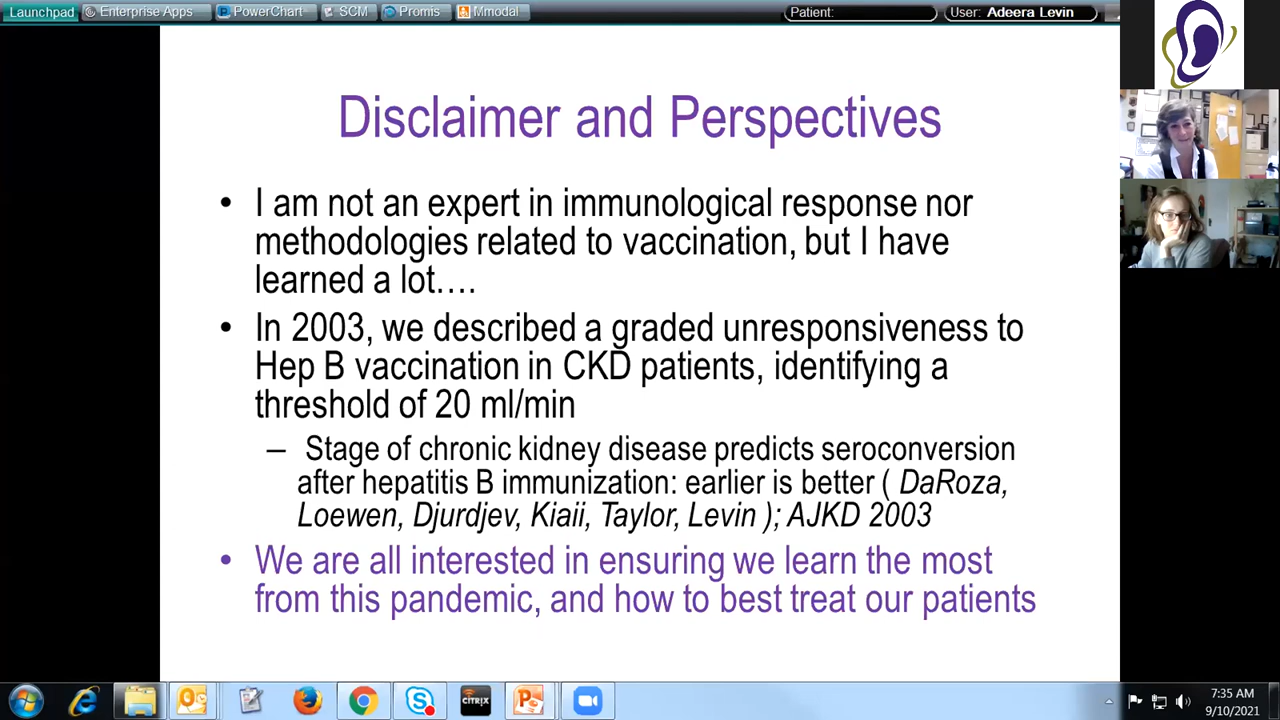 Launchpad Enterprise Apps PowerChart SCM Promis Mmodal Patient: User: Adeera Levin
Disclaimer and Perspectives
• I am not an expert in immunological response nor
methodologies related to vaccination, but I have
learned a lot….
• In 2003, we described a graded unresponsiveness to
Hep B vaccination in CKD patients, identifying a
threshold of 20 ml/min
– Stage of chronic kidney disease predicts seroconversion
after hepatitis B immunization: earlier is better ( DaRoza,
Loewen, Djurdjev, Kiaii, Taylor, Levin ); AJKD 2003
• We are all interested in ensuring we learn the most
from this pandemic, and how to best treat our patients
CITRIX
7:35 AM
9/10/2021